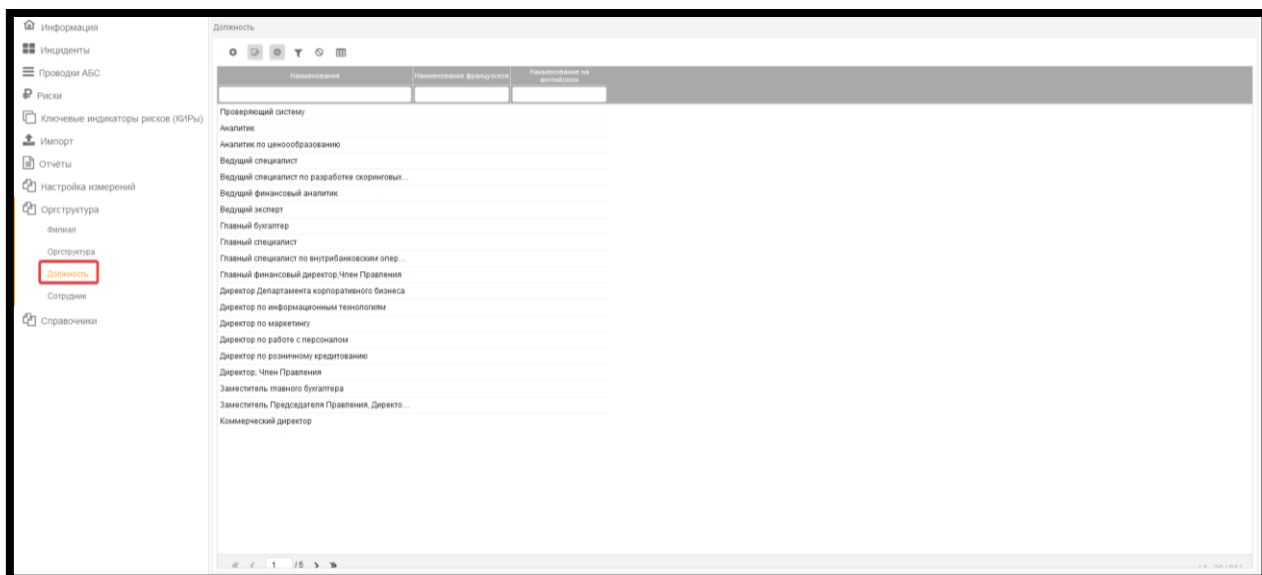 Информация
Инциденты
Проводки АБС
Риски
Ключевые индикаторы рисков (КИРы)
Импорт
Отчёты
Настройка измерений
Оргструктура
Филиал
Оргструктура
Должность
Сотрудник
Справочники
Должность
Наименование
Наименование французское
Наименование на
английском
Проверяющий систему
Аналитик
Аналитик по ценоообразованию
Ведущий специалист
Ведущий специалист по разработке скоринговых...
Ведущий финансовый аналитик
Ведущий эксперт
Главный бухгалтер
Главный специалист
Главный специалист по внутрибанковским опер...
Главный финансовый директор,Член Правления
Директор Департамента корпоративного бизнеса
Директор по информационным технологиям
Директор по маркетингу
Директор по работе с персоналом
Директор по розничному кредитованию
Директор, Член Правления
Заместитель главного бухгалтера
Заместитель Председателя Правления, Директо...
Коммерческий директор
1 /5